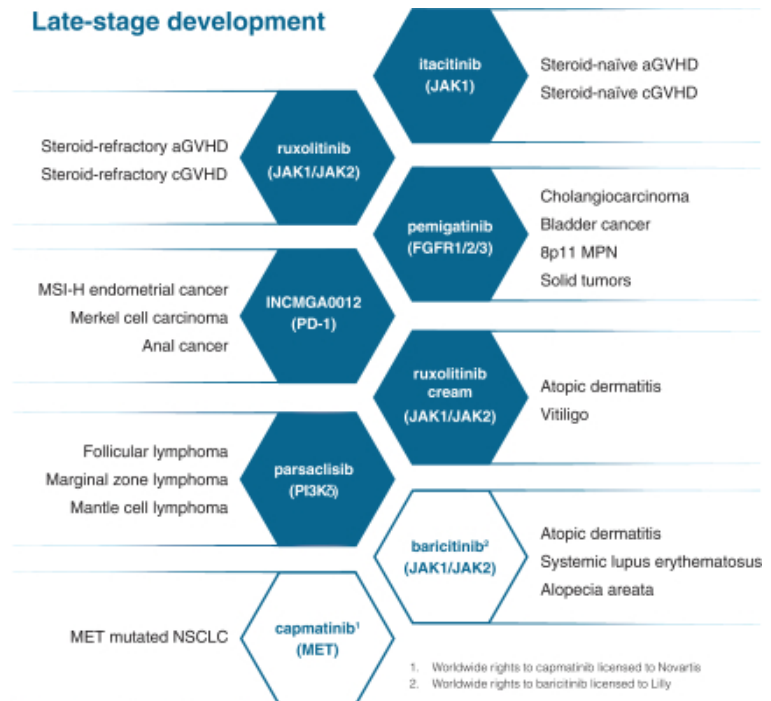 Late-stage development
itacitinib
(JAK1)
Steroid-naïve aGVHD
Steroid-naïve cGVHD
Steroid-refractory aGVHD
Steroid-refractory cGVHD
ruxolitinib
(JAK1/JAK2)
pemigatinib
(FGFR1/2/3)
Cholangiocarcinoma
Bladder cancer
8p11 MPN
Solid tumors
MSI-H endometrial cancer
Merkel cell carcinoma
Anal cancer
INCMGA0012
(PD-1)
ruxolitinib
cream
(JAK1/JAK2)
Atopic dermatitis
Vitiligo
Follicular lymphoma
Marginal zone lymphoma
Mantle cell lymphoma
parsaclisib
(PI3Kδ)
baricitinib²
(JAK1/JAK2)
Atopic dermatitis
Systemic lupus erythematosus
Alopecia areata
MET mutated NSCLC
capmatinib¹
(MET)
1. Worldwide rights to capmatinib licensed to Novartis
2. Worldwide rights to baricitinib licensed to Lilly